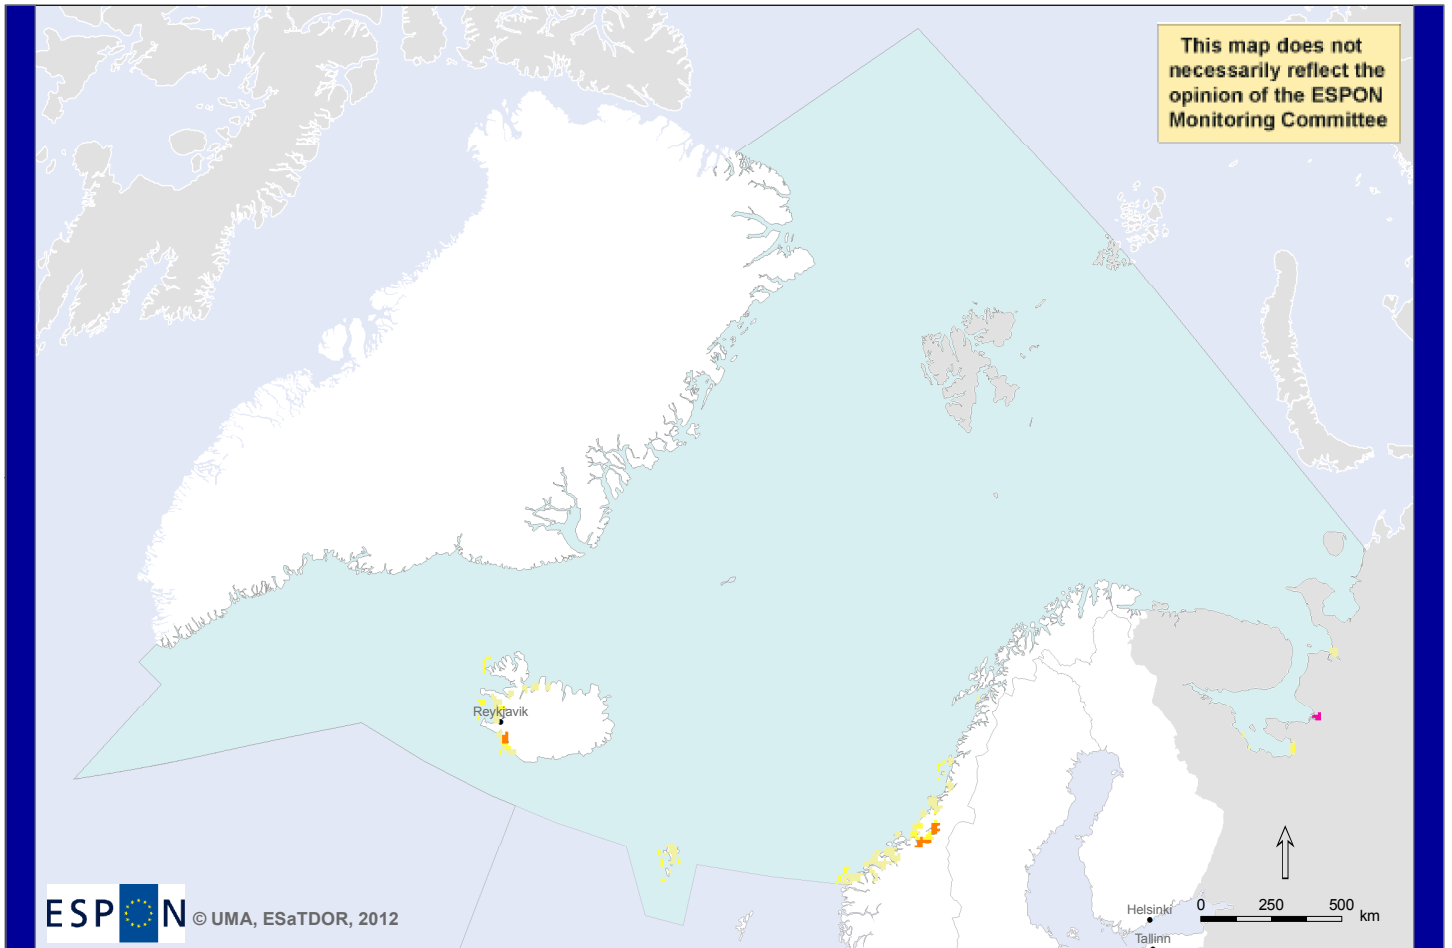 This map does not
necessarily reflect the
opinion of the ESPON
Monitoring Committee
Reykjavik
ESPON © UMA, ESaTDOR, 2012
Helsinki
Tallinn
0 250 500
km